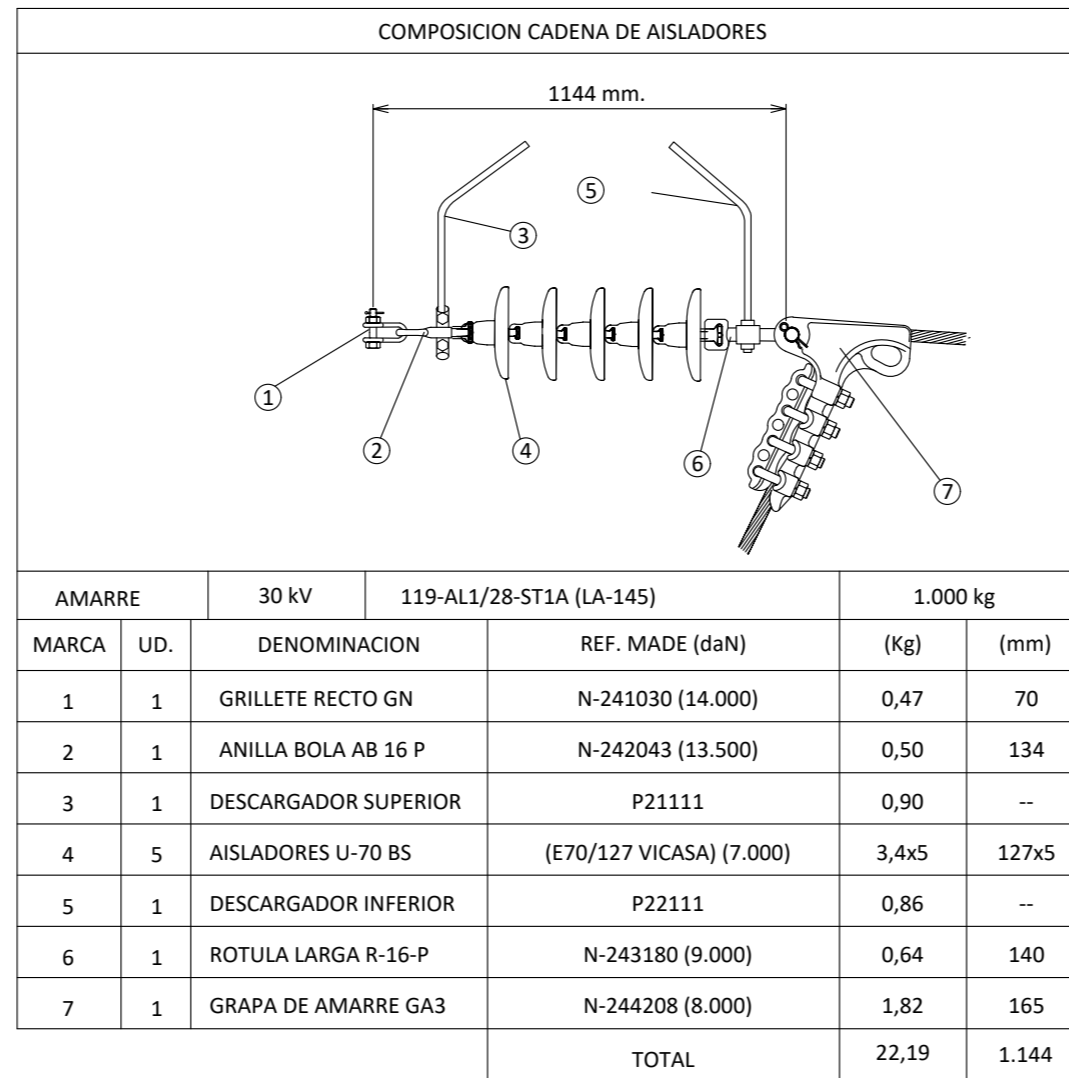 COMPOSICION CADENA DE AISLADORES
1144 mm.
5
3
1
2
4
6
7
AMARRE 30 kV 119-AL1/28-ST1A (LA-145) 1.000 kg
MARCA UD. DENOMINACION REF. MADE (daN) (Kg) (mm)
1 1 GRILLETE RECTO GN N-241030 (14.000) 0,47 70
2 1 ANILLA BOLA AB 16 P N-242043 (13.500) 0,50 134
3 1 DESCARGADOR SUPERIOR P21111 0,90 --
4 5 AISLADORES U-70 BS (E70/127 VICASA) (7.000) 3,4x5 127x5
5 1 DESCARGADOR INFERIOR P22111 0,86 --
6 1 ROTULA LARGA R-16-P N-243180 (9.000) 0,64 140
7 1 GRAPA DE AMARRE GA3 N-244208 (8.000) 1,82 165
TOTAL 22,19 1.144